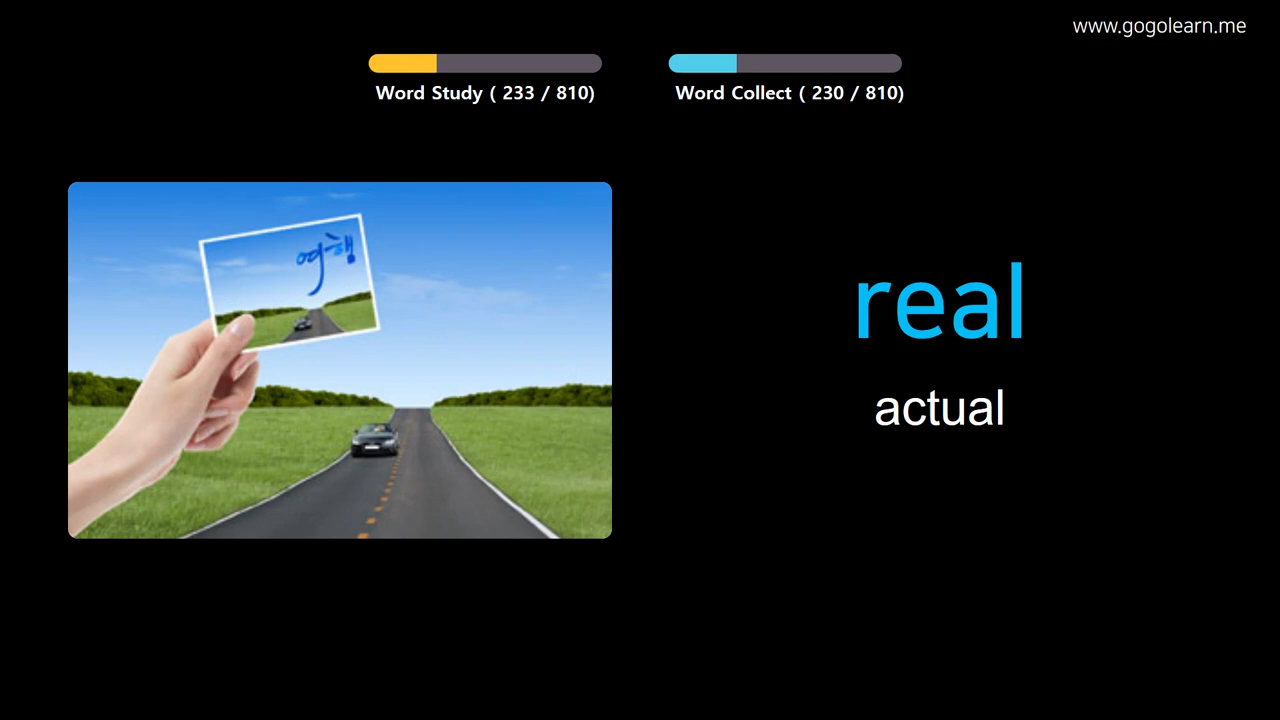 www.gogolearn.me
Word Study ( 233 / 810)
Word Collect ( 230 / 810)
여행
real
actual